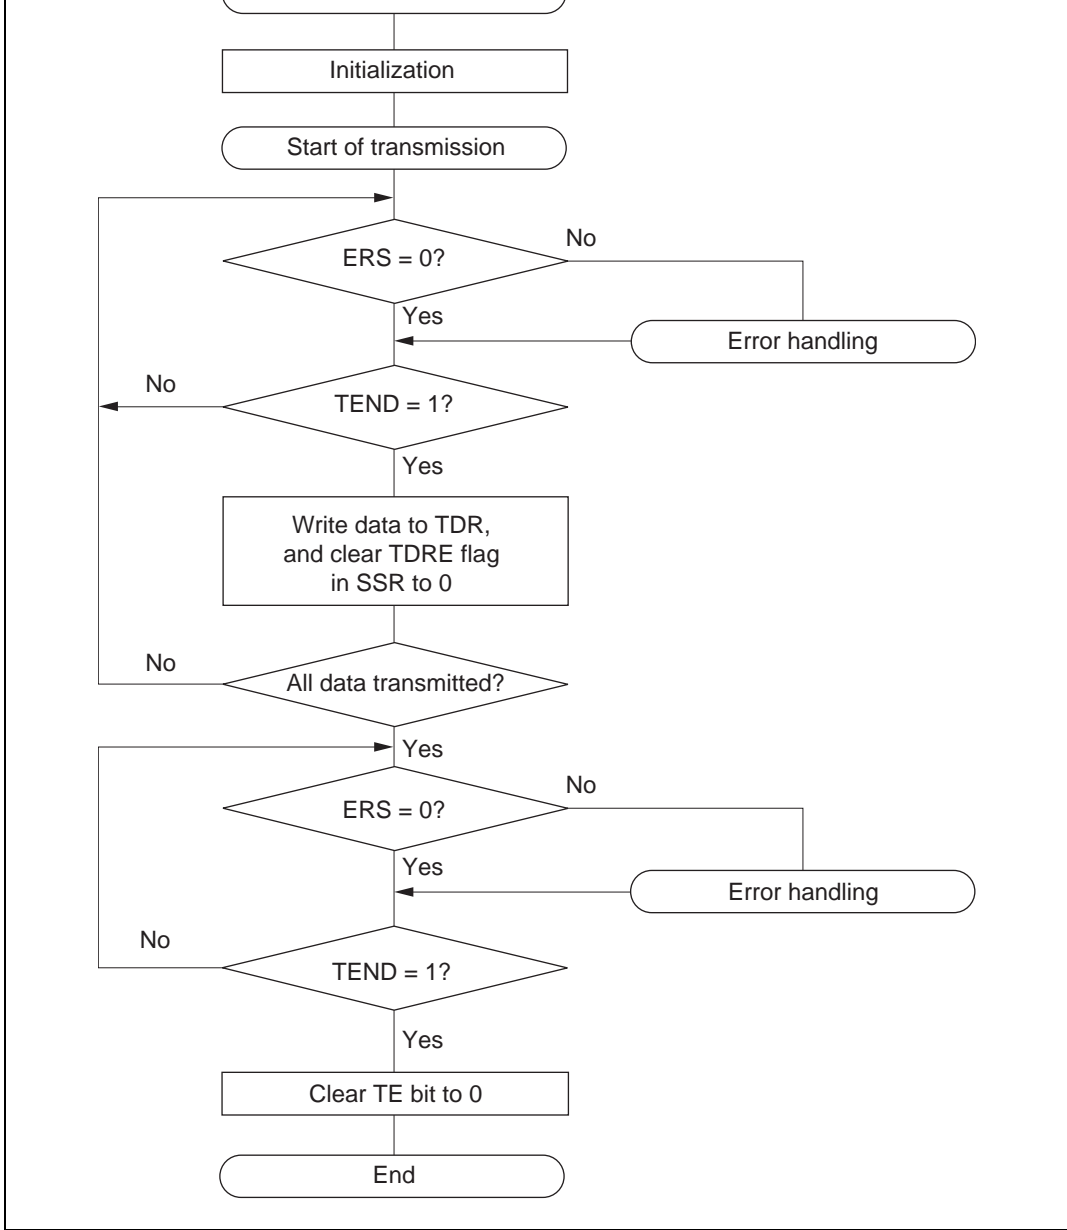 Initialization
Start of transmission
ERS = 0?
No
Yes
Error handling
No
TEND = 1?
Yes
Write data to TDR,
and clear TDRE flag
in SSR to 0
No
All data transmitted?
Yes
ERS = 0?
No
Yes
Error handling
No
TEND = 1?
Yes
Clear TE bit to 0
End